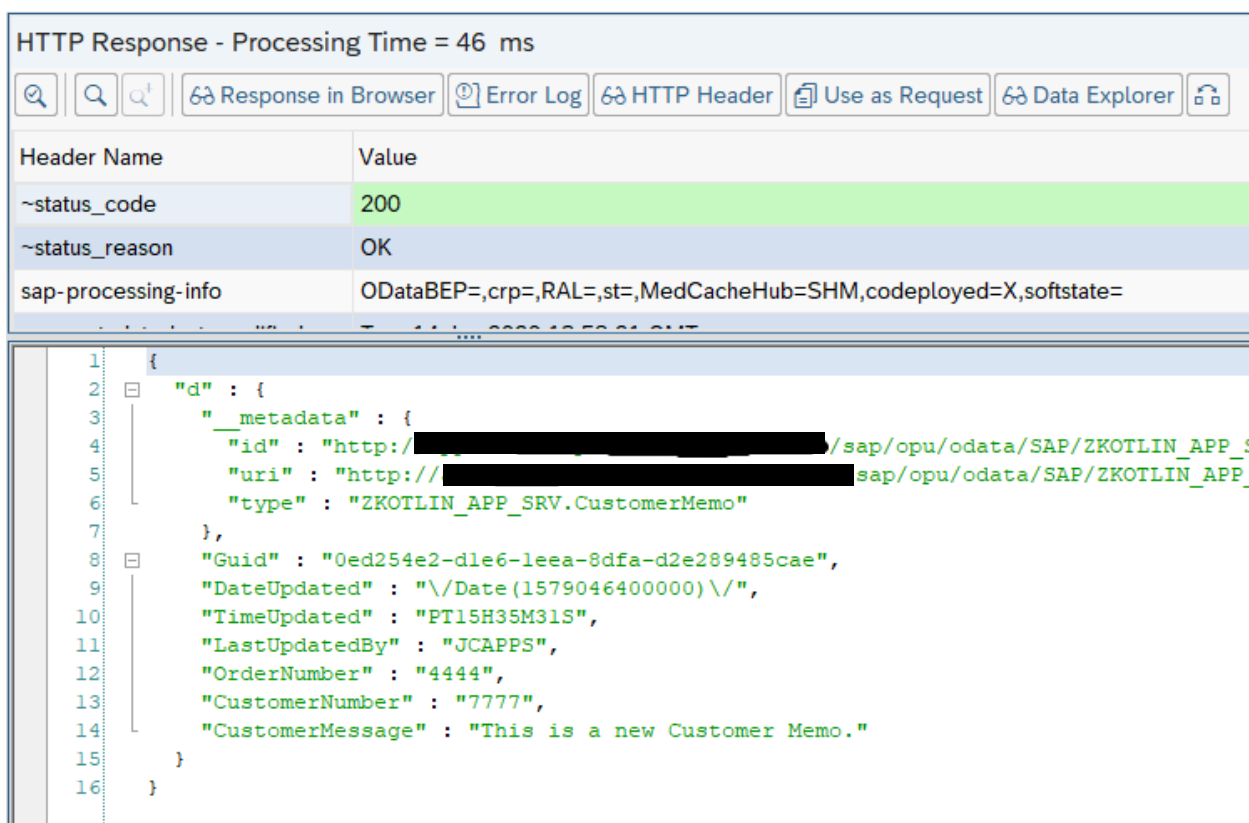 HTTP Response - Processing Time = 46 ms
Response in Browser Error Log HTTP Header Use as Request Data Explorer
Header Name Value
~status_code 200
~status_reason OK
sap-processing-info ODataBEP=,crp=,RAL=,st=,MedCacheHub=SHM,codeployed=X,softstate=
1 {
2 "d" : {
3 "__metadata" : {
4 "id" : "http:/ /sap/opu/odata/SAP/ZKOTLIN_APP_S
5 "uri" : "http:// sap/opu/odata/SAP/ZKOTLIN_APP_
6 "type" : "ZKOTLIN_APP_SRV.CustomerMemo"
7 },
8 "Guid" : "0ed254e2-d1e6-1eea-8dfa-d2e289485cae",
9 "DateUpdated" : "\/Date(1579046400000)\/",
10 "TimeUpdated" : "PT15H35M31S",
11 "LastUpdatedBy" : "JCAPPS",
12 "OrderNumber" : "4444",
13 "CustomerNumber" : "7777",
14 "CustomerMessage" : "This is a new Customer Memo."
15 }
16 }